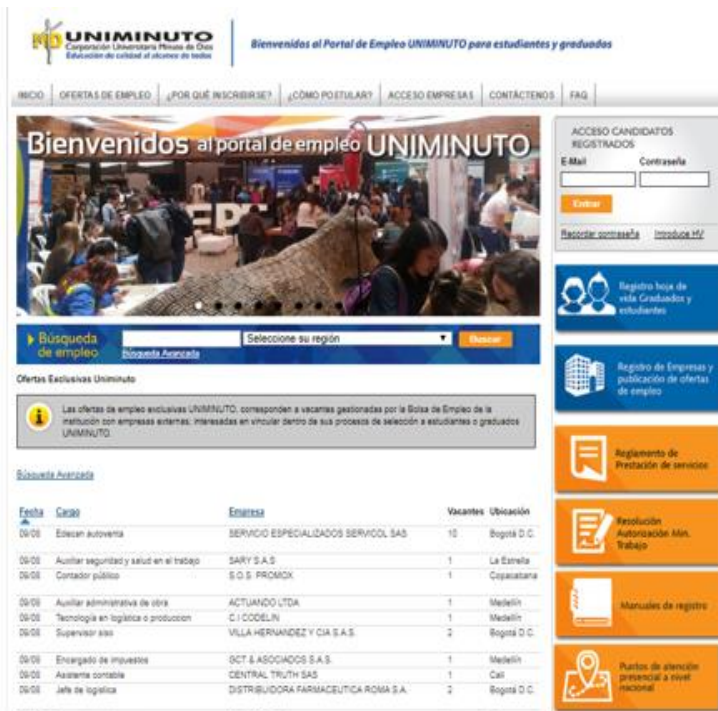 UNIMINUTO
Corporación Universitaria Minuto de Dios
Educación de calidad al alcance de todos
Bienvenidos al Portal de Empleo UNIMINUTO para estudiantes y graduados
INICIO
OFERTAS DE EMPLEO
¿POR QUÉ INSCRIBIRSE?
¿CÓMO POSTULAR?
ACCESO EMPRESAS
CONTÁCTENOS
FAQ
Bienvenidos al portal de empleo UNIMINUTO
ACCESO CANDIDATOS
REGISTRADOS
E-Mail Contraseña
Entrar
Recordar contraseña Introduce HV
Registro hoja de
vida Graduados y
estudiantes
Registro de Empresas y
publicación de ofertas
de empleo
Reglamento de
Prestación de servicios
Resolución
Autorización Min.
Trabajo
Manuales de registro
Puntos de atención
presencial a nivel
nacional
Búsqueda
de empleo
Seleccione su región
Buscar
Búsqueda Avanzada
Ofertas Exclusivas Uniminuto
Las ofertas de empleo exclusivas UNIMINUTO, corresponden a vacantes gestionadas por la Bolsa de Empleo de la
institución con empresas externas; interesadas en vincular dentro de sus procesos de selección a estudiantes o graduados
UNIMINUTO.
Búsqueda Avanzada
Fecha Cargo Empresa Vacantes Ubicación
09/08 Edecan autoventa SERVICIO ESPECIALIZADOS SERVICOL SAS 10 Bogotá D.C.
09/08 Auxiliar seguridad y salud en el trabajo SARY S.A.S 1 La Estrella
09/08 Contador público S.O.S PROMOX 1 Copacabana
09/08 Auxiliar administrativa de obra ACTUANDO LTDA 1 Medellín
09/08 Tecnología en logística o produccion C.I CODELIN 1 Medellín
09/08 Supervisor siso VILLA HERNANDEZ Y CIA S.A.S. 2 Bogotá D.C.
09/08 Encargado de impuestos GCT & ASOCIADOS S.A.S. 1 Medellín
09/08 Asistente contable CENTRAL TRUTH SAS 1 Cali
09/08 Jefe de logística DISTRIBUIDORA FARMACEUTICA ROMA S.A. 2 Bogotá D.C.